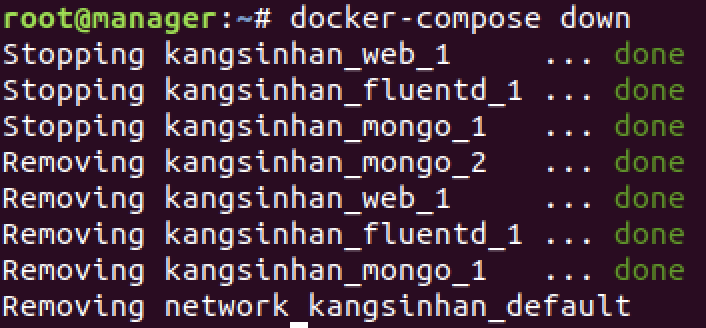 root@manager:~# docker-compose down
Stopping kangsinhan_web_1 ... done
Stopping kangsinhan_fluentd_1 ... done
Stopping kangsinhan_mongo_1 ... done
Removing kangsinhan_mongo_2 ... done
Removing kangsinhan_web_1 ... done
Removing kangsinhan_fluentd_1 ... done
Removing kangsinhan_mongo_1 ... done
Removing network kangsinhan_default